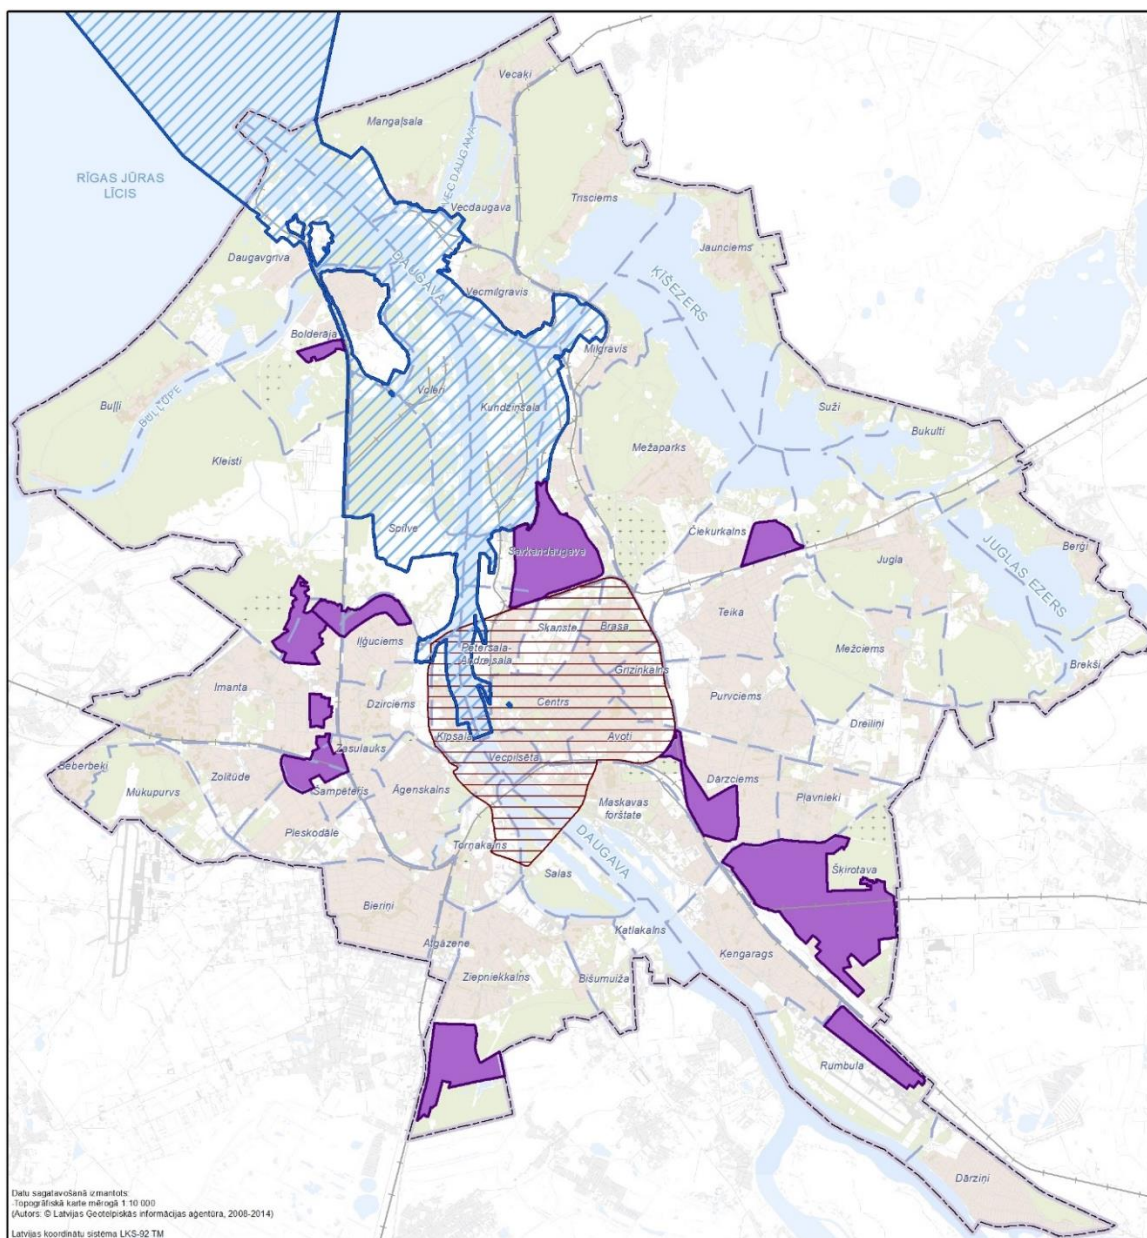 Vecāķi
Mangaļsala
VECDAUGAVA
RĪGAS JŪRAS
LĪCIS
Trīsciems
Vecdaugava
Jaunciems
Daugavgrīva
DAUGAVA
ĶĪŠEZERS
Vecmīlgrāvis
Bolderāja
Mīlgrāvis
Buļļi
BUĻĻUPE
Voleri
Kundziņsala
Suži
Bukulti
Kleisti
Mežaparks
Spilve
Čiekurkalns
Sarkandaugava
Jugla
JUGLAS EZERS
Berģi
Teika
Skanste
Brasa
Iļģuciems
Pētersala-
Andrejsala
Mežciems
Grīziņkalns
Brekši
Imanta
Dzirciems
Centrs
Purvciems
Dreiliņi
Ķīpsala
Avoti
Zasulauks
Vecpilsēta
Beberbeķi
Zolitūde
Dārzciems
Mūkupurvs
Šampēteris
Āgenskalns
Maskavas
forštate
Pļavnieki
Pleskodāle
Torņakalns
DAUGAVA
Šķirotava
Salas
Bieriņi
Katlakalns
Atgāzene
Ķengarags
Ziepniekkalns
Bišumuiža
Rumbula
Dārziņi
Datu sagatavošanā izmantots:
Topogrāfiskā karte mērogā 1:10 000
(Autors: © Latvijas Ģeotelpiskās informācijas aģentūra, 2008-2014)
Latvijas koordinātu sistēma LKS-92 TM